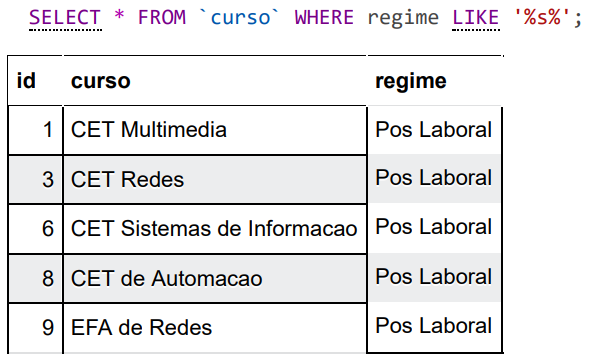 SELECT * FROM `curso` WHERE regime LIKE '%s%';
id curso regime
1 CET Multimedia Pos Laboral
3 CET Redes Pos Laboral
6 CET Sistemas de Informacao Pos Laboral
8 CET de Automacao Pos Laboral
9 EFA de Redes Pos Laboral